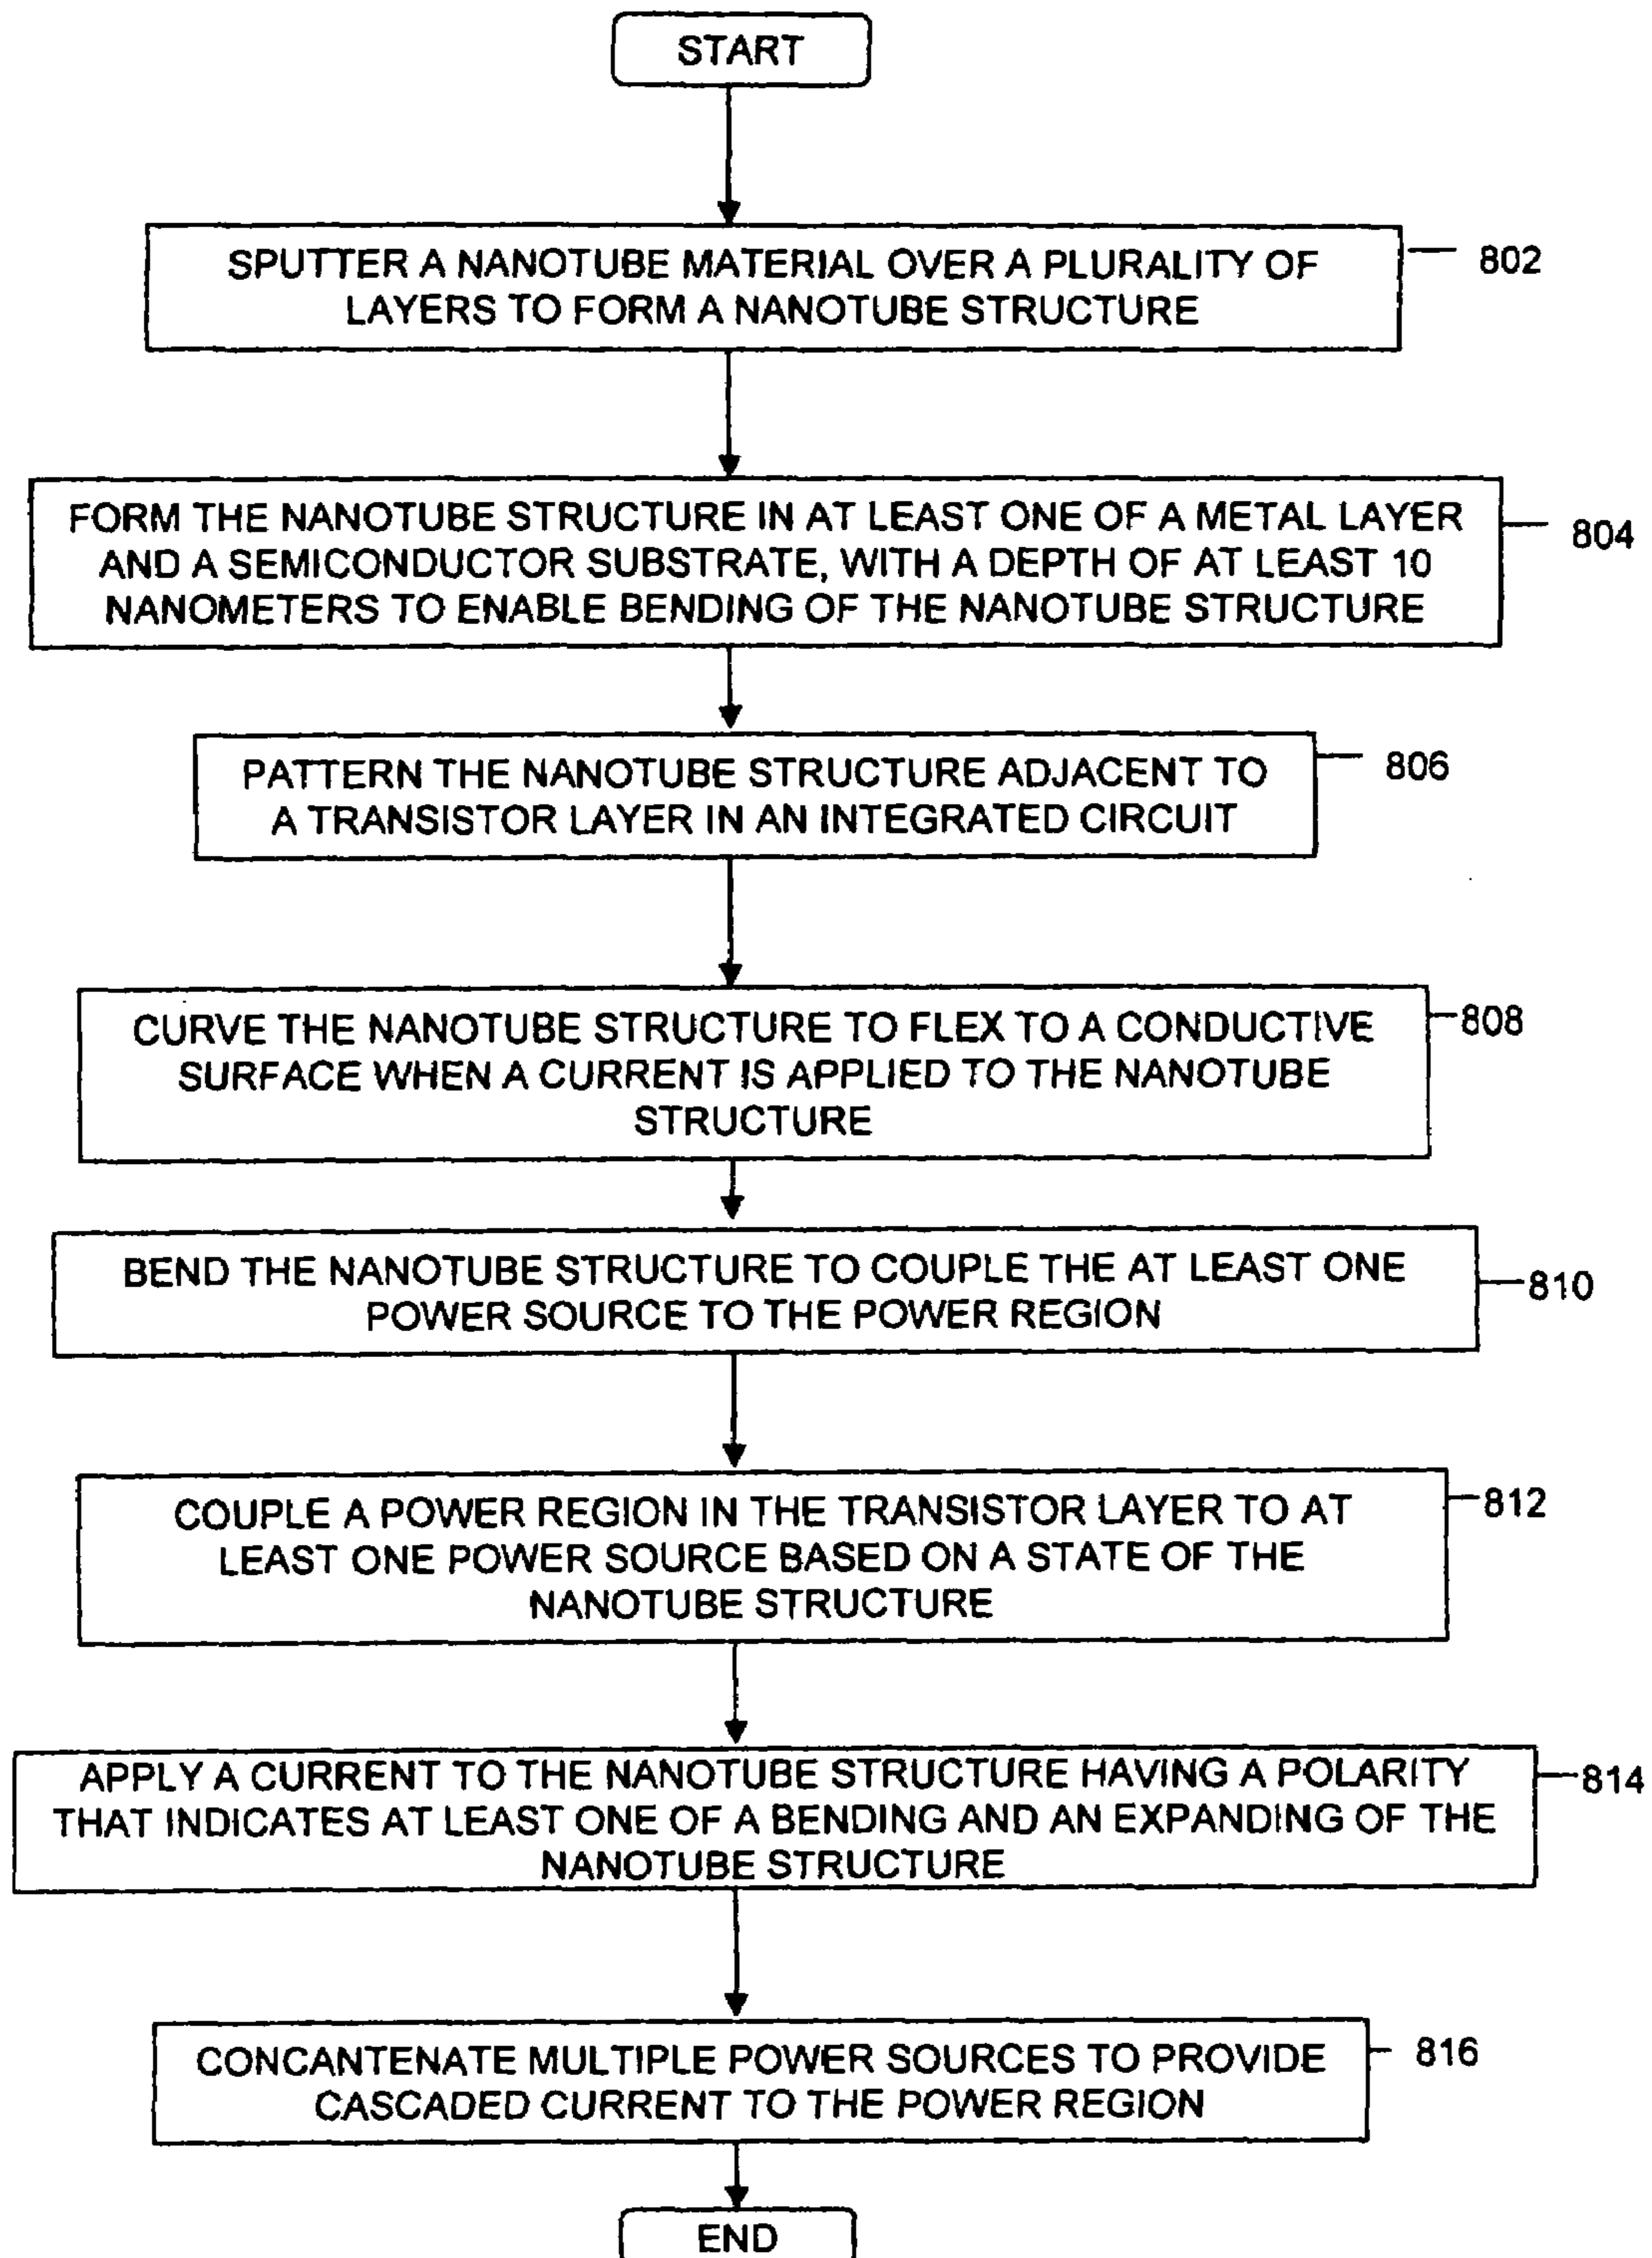 START
SPUTTER A NANOTUBE MATERIAL OVER A PLURALITY OF
LAYERS TO FORM A NANOTUBE STRUCTURE
802
FORM THE NANOTUBE STRUCTURE IN AT LEAST ONE OF A METAL LAYER
AND A SEMICONDUCTOR SUBSTRATE, WITH A DEPTH OF AT LEAST 10
NANOMETERS TO ENABLE BENDING OF THE NANOTUBE STRUCTURE
804
PATTERN THE NANOTUBE STRUCTURE ADJACENT TO
A TRANSISTOR LAYER IN AN INTEGRATED CIRCUIT
806
CURVE THE NANOTUBE STRUCTURE TO FLEX TO A CONDUCTIVE
SURFACE WHEN A CURRENT IS APPLIED TO THE NANOTUBE
STRUCTURE
808
BEND THE NANOTUBE STRUCTURE TO COUPLE THE AT LEAST ONE
POWER SOURCE TO THE POWER REGION
810
COUPLE A POWER REGION IN THE TRANSISTOR LAYER TO AT
LEAST ONE POWER SOURCE BASED ON A STATE OF THE
NANOTUBE STRUCTURE
812
APPLY A CURRENT TO THE NANOTUBE STRUCTURE HAVING A POLARITY
THAT INDICATES AT LEAST ONE OF A BENDING AND AN EXPANDING OF THE
NANOTUBE STRUCTURE
814
CONCANTENATE MULTIPLE POWER SOURCES TO PROVIDE
CASCADED CURRENT TO THE POWER REGION
816
END